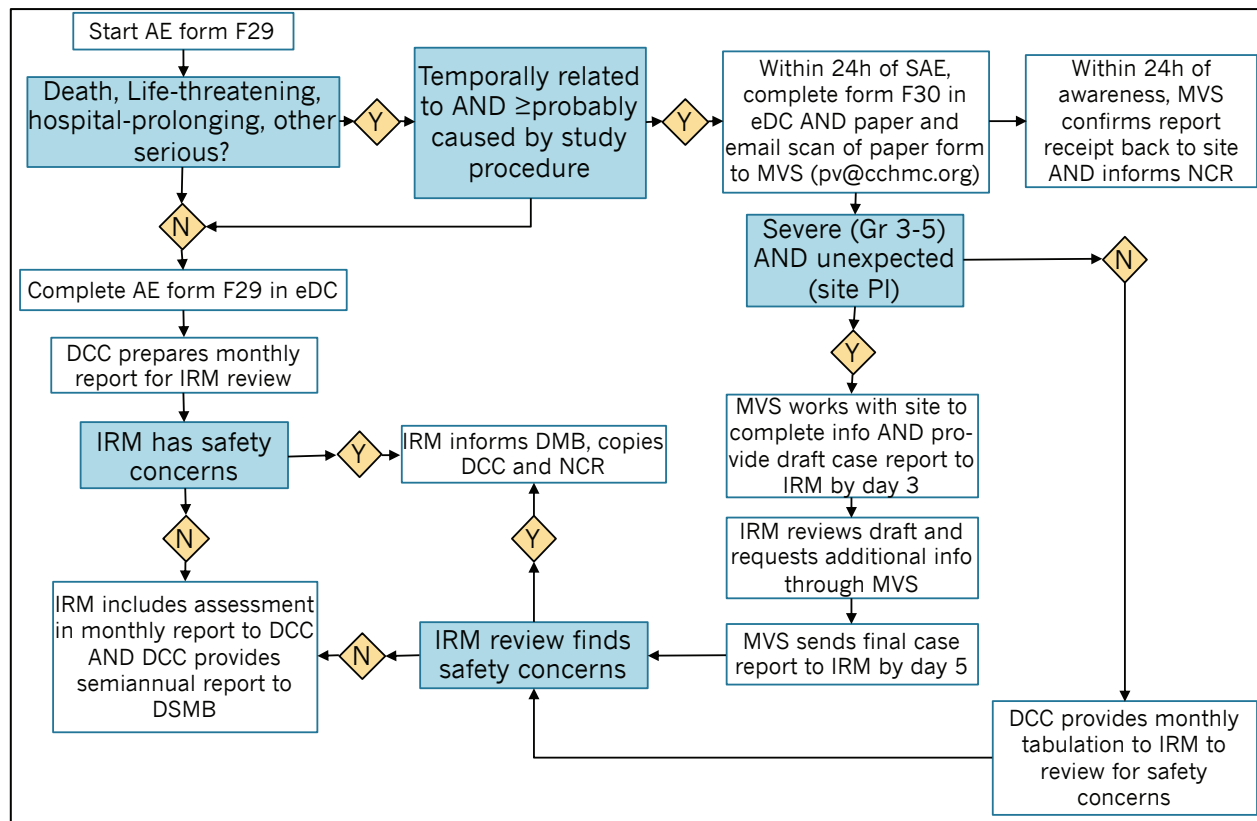 Start AE form F29
Death, Life-threatening,
hospital-prolonging, other
serious?
Y
Temporally related
to AND ≥probably
caused by study
procedure
Y
Within 24h of SAE,
complete form F30 in
eDC AND paper and
email scan of paper form
to MVS (pv@cchmc.org)
Within 24h of
awareness, MVS
confirms report
receipt back to site
AND informs NCR
N
Severe (Gr 3-5)
AND unexpected
(site PI)
N
Complete AE form F29 in eDC
Y
DCC prepares monthly
report for IRM review
MVS works with site to
complete info AND pro-
vide draft case report to
IRM by day 3
IRM has safety
concerns
Y
IRM informs DMB, copies
DCC and NCR
N
Y
IRM reviews draft and
requests additional info
through MVS
IRM includes assessment
in monthly report to DCC
AND DCC provides
semiannual report to
DSMB
N
IRM review finds
safety concerns
MVS sends final case
report to IRM by day 5
DCC provides monthly
tabulation to IRM to
review for safety
concerns